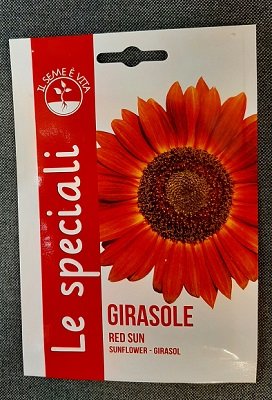 IL SEME È VITA
Le speciali
GIRASOLE
RED SUN
SUNFLOWER - GIRASOL